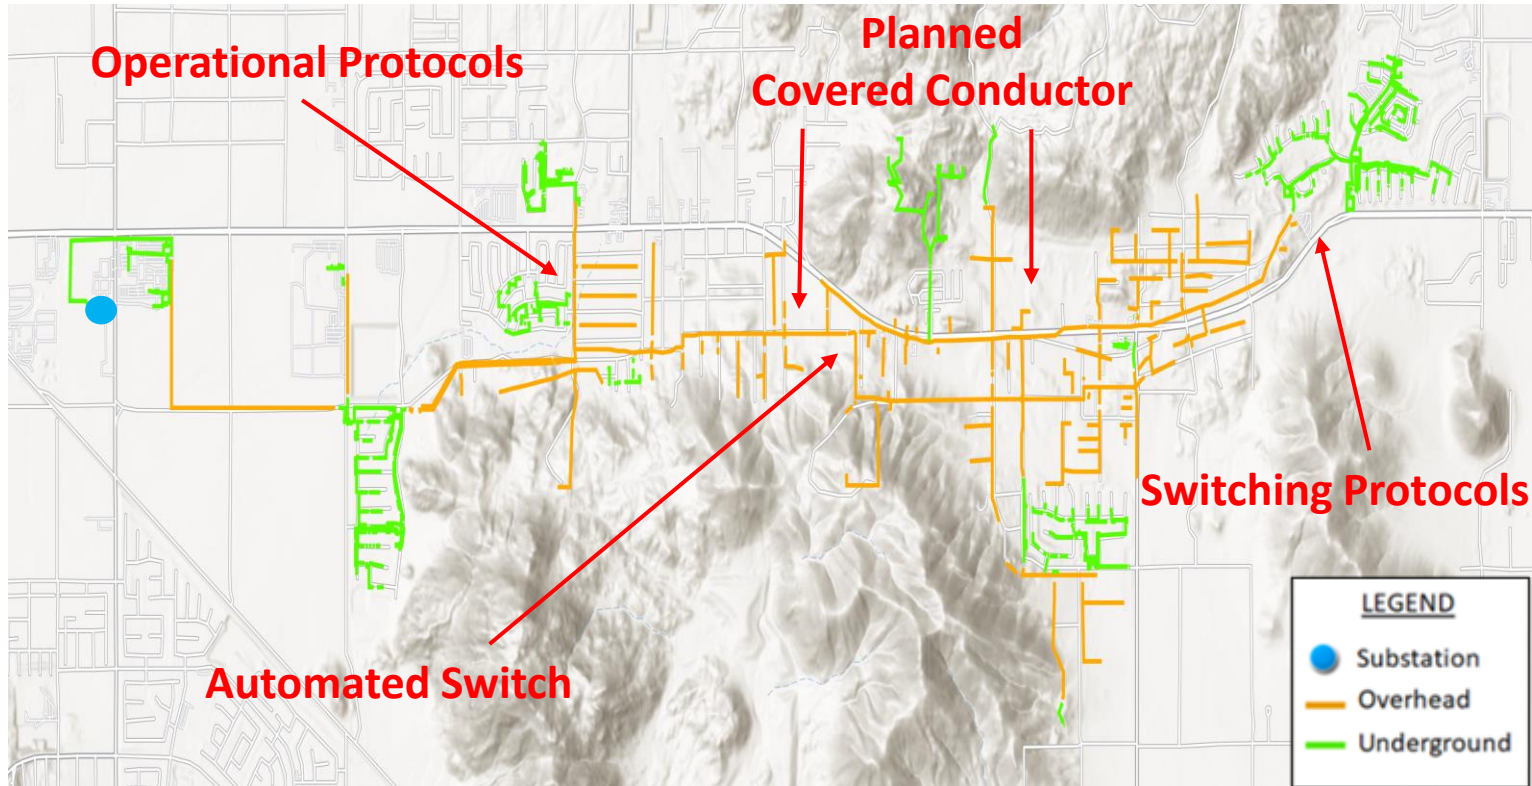 Operational Protocols
Planned
Covered Conductor
Switching Protocols
Automated Switch
LEGEND
Substation
Overhead
Underground